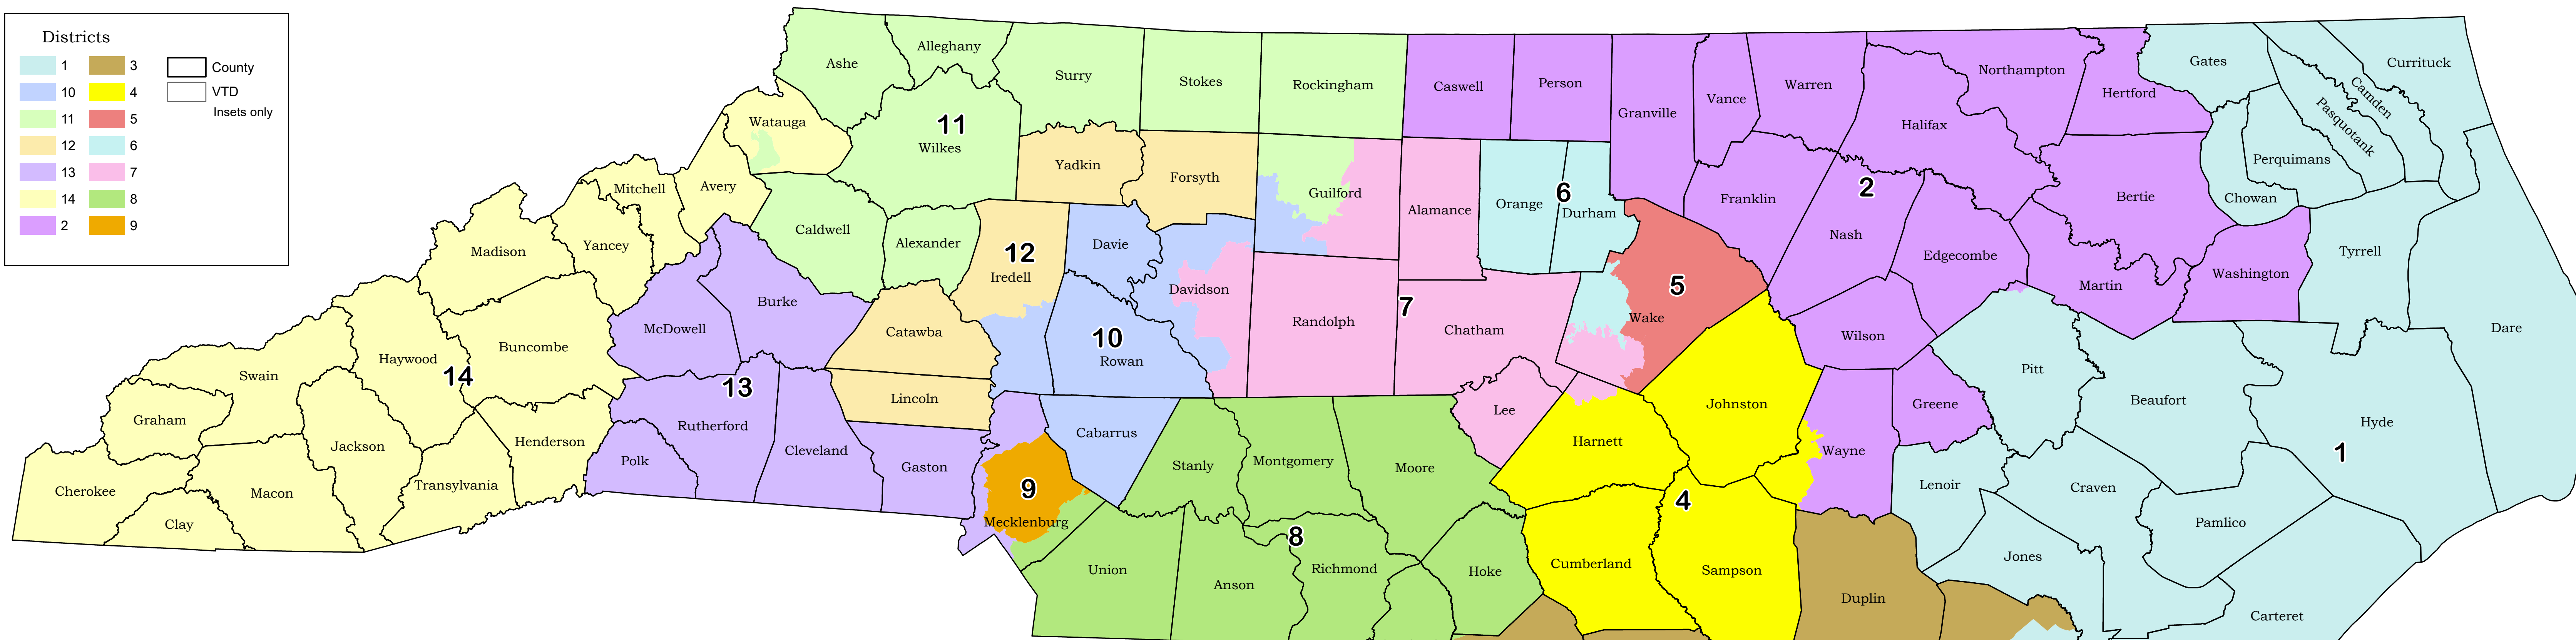 Districts
1
3
County
10
4
VTD
Insets only
11
5
12
6
13
7
14
8
2
9
Ashe
Alleghany
Surry
Stokes
Rockingham
Caswell
Person
Granville
Vance
Warren
Northampton
Hertford
Gates
Currituck
Camden
Pasquotank
Perquimans
Chowan
Halifax
Bertie
Watauga
11
Wilkes
Yadkin
Forsyth
Guilford
Alamance
Orange
6
Durham
Franklin
2
Nash
Edgecombe
Martin
Washington
Tyrrell
Dare
Mitchell
Avery
Yancey
Madison
Caldwell
Alexander
12
Iredell
Davie
Davidson
Randolph
7
Chatham
5
Wake
Wilson
Pitt
Beaufort
Hyde
1
McDowell
Burke
Catawba
10
Rowan
Buncombe
Haywood
14
Swain
Graham
Jackson
Henderson
Transylvania
Macon
Cherokee
Clay
13
Rutherford
Polk
Cleveland
Lincoln
Gaston
Cabarrus
9
Mecklenburg
Stanly
Montgomery
Moore
Lee
Harnett
Johnston
Wayne
Greene
Lenoir
Craven
Pamlico
Jones
Carteret
8
Union
Anson
Richmond
Hoke
Cumberland
4
Sampson
Duplin